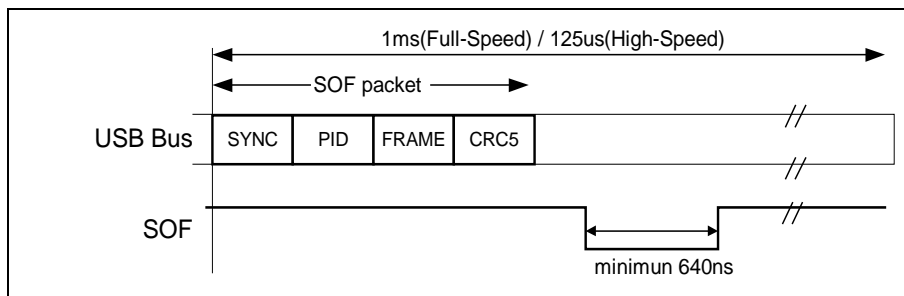 1ms(Full-Speed) / 125us(High-Speed)
SOF packet
USB Bus SYNC PID FRAME CRC5
SOF
minimun 640ns